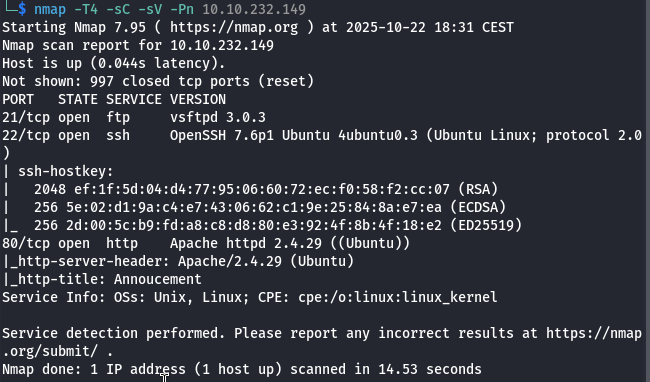 └─$ nmap -T4 -sC -sV -Pn 10.10.232.149
Starting Nmap 7.95 ( https://nmap.org ) at 2025-10-22 18:31 CEST
Nmap scan report for 10.10.232.149
Host is up (0.044s latency).
Not shown: 997 closed tcp ports (reset)
PORT   STATE SERVICE VERSION
21/tcp open  ftp     vsftpd 3.0.3
22/tcp open  ssh     OpenSSH 7.6p1 Ubuntu 4ubuntu0.3 (Ubuntu Linux; protocol 2.0
)
| ssh-hostkey:
|   2048 ef:1f:5d:04:d4:77:95:06:60:72:ec:f0:58:f2:cc:07 (RSA)
|   256 5e:02:d1:9a:c4:e7:43:06:62:c1:9e:25:84:8a:e7:ea (ECDSA)
|_  256 2d:00:5c:b9:fd:a8:c8:d8:80:e3:92:4f:8b:4f:18:e2 (ED25519)
80/tcp open  http    Apache httpd 2.4.29 ((Ubuntu))
|_http-server-header: Apache/2.4.29 (Ubuntu)
|_http-title: Annoucement
Service Info: OSs: Unix, Linux; CPE: cpe:/o:linux:linux_kernel

Service detection performed. Please report any incorrect results at https://nmap
.org/submit/ .
Nmap done: 1 IP address (1 host up) scanned in 14.53 seconds